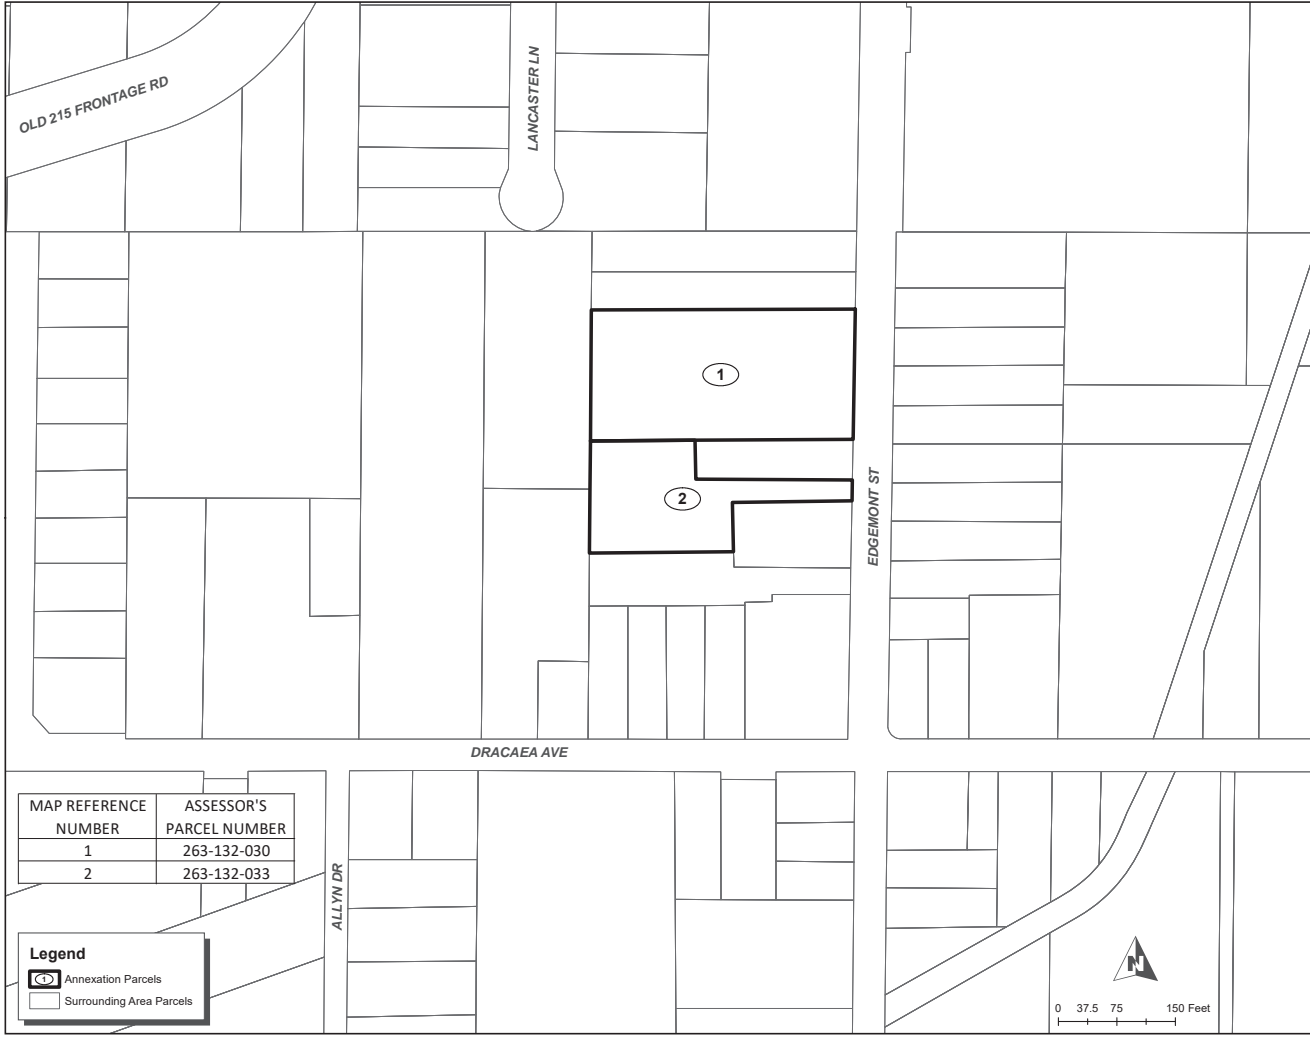 OLD 215 FRONTAGE RD
LANCASTER LN
1
2
EDGEMONT ST
DRACAEA AVE
MAP REFERENCE NUMBER
ASSESSOR'S PARCEL NUMBER
1 263-132-030
2 263-132-033
ALLYN DR
Legend
1 Annexation Parcels
Surrounding Area Parcels
N
0 37.5 75 150 Feet